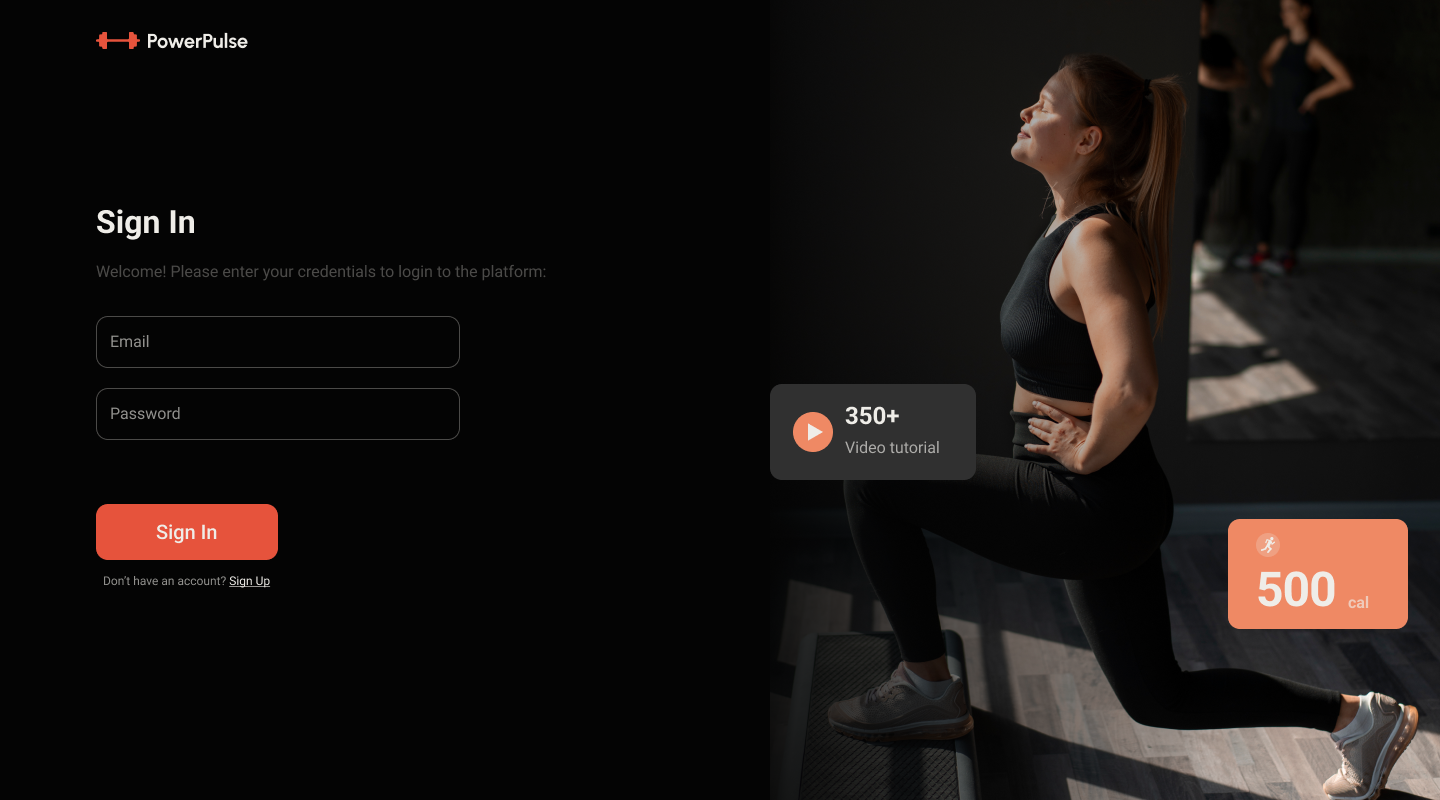 PowerPulse
Sign In
Welcome! Please enter your credentials to login to the platform:
Email
Password
Sign In
Don't have an account? Sign Up
350+
Video tutorial
500 cal